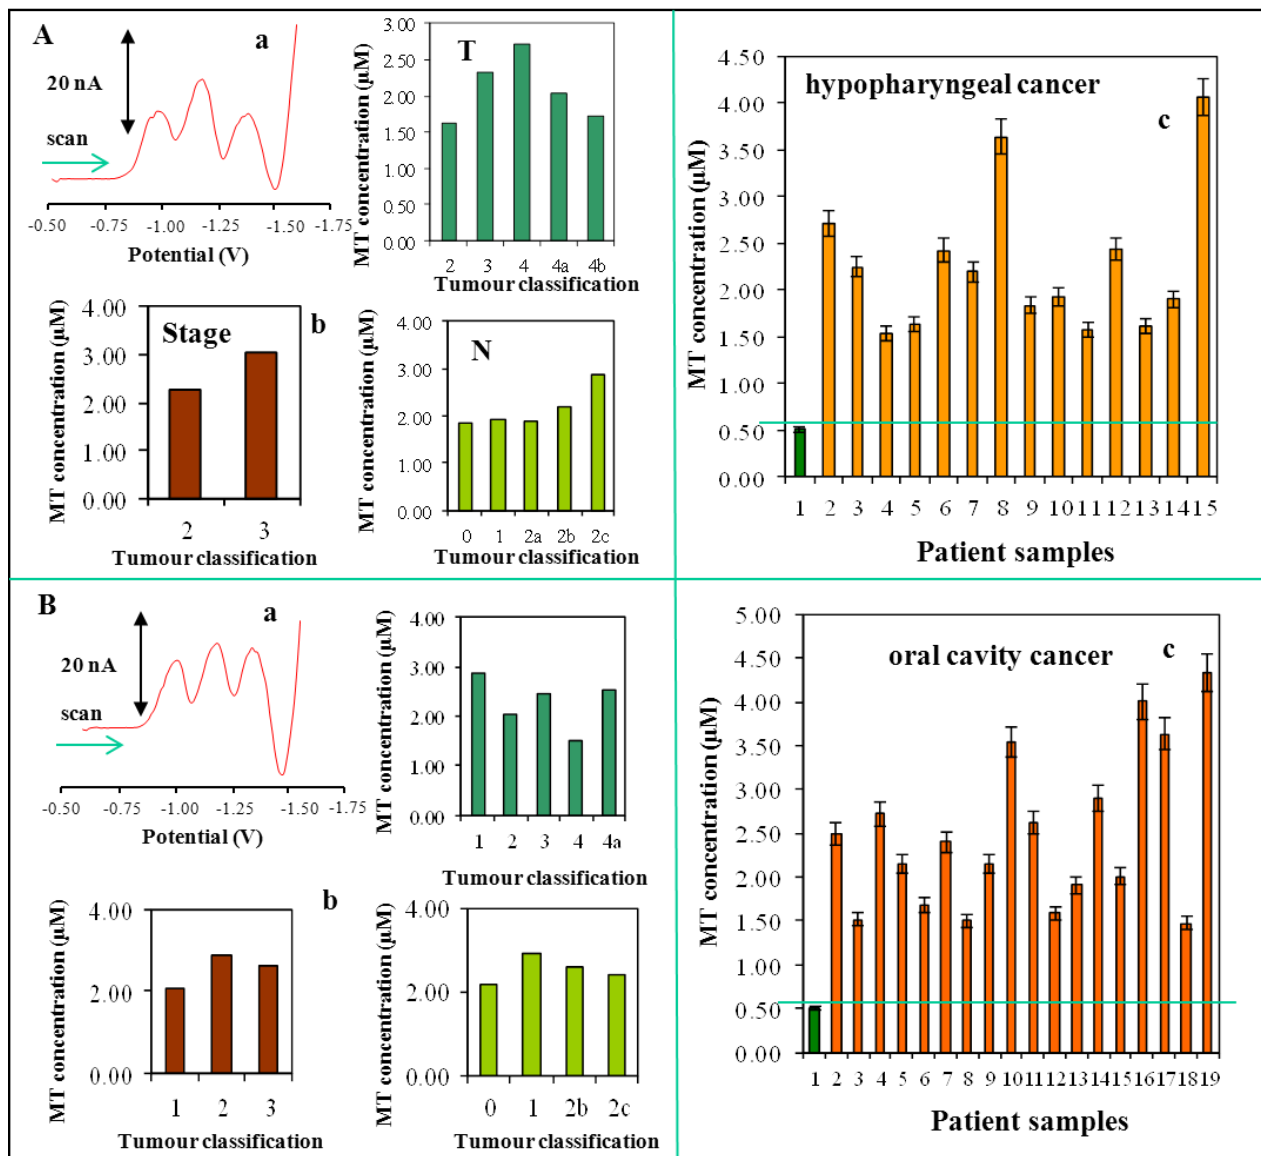 A
a
20 nA
scan
-0.50 -0.75 -1.00 -1.25 -1.50 -1.75
Potential (V)
MT concentration (µM)
3.00
2.50
2.00
1.50
1.00
0.50
0.00
T
2 3 4 4a 4b
Tumour classification
MT concentration (µM)
4.00
3.00
2.00
1.00
0.00
Stage
b
2 3
Tumour classification
MT concentration (µM)
4.00
3.00
2.00
1.00
0.00
N
0 1 2a 2b 2c
Tumour classification
MT concentration (µM)
4.50
3.50
2.50
2.00
1.50
1.00
0.50
0.00
hypopharyngeal cancer
c
1 2 3 4 5 6 7 8 9 10 11 12 13 14 15
Patient samples
B
a
20 nA
scan
-0.50 -0.75 -1.00 -1.25 -1.50 -1.75
Potential (V)
MT concentration (µM)
4.00
3.00
2.00
1.00
0.00
1 2 3 4 4a
Tumour classification
MT concentration (µM)
4.00
2.00
0.00
b
1 2 3
Tumour classification
MT concentration (µM)
4.00
2.00
0.00
0 1 2b 2c
Tumour classification
MT concentration (µM)
5.00
4.50
4.00
3.50
3.00
2.50
2.00
1.50
1.00
0.50
0.00
oral cavity cancer
c
1 2 3 4 5 6 7 8 9 10 11 12 13 14 15 16 17 18 19
Patient samples